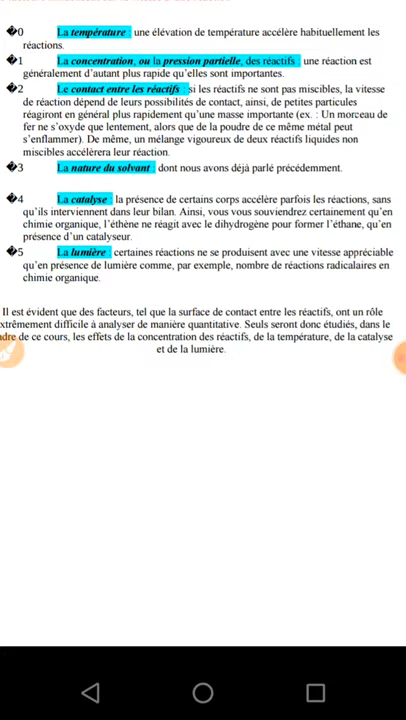 �0 La température : une élévation de température accélère habituellement les
réactions.
�1 La concentration, ou la pression partielle, des réactifs : une réaction est
généralement d'autant plus rapide qu'elles sont importantes.
�2 Le contact entre les réactifs : si les réactifs ne sont pas miscibles, la vitesse
de réaction dépend de leurs possibilités de contact, ainsi, de petites particules
réagiront en général plus rapidement qu'une masse importante (ex. : Un morceau de
fer ne s'oxyde que lentement, alors que de la poudre de ce même métal peut
s'enflammer). De même, un mélange vigoureux de deux réactifs liquides non
miscibles accélèrera leur réaction.
�3 La nature du solvant : dont nous avons déjà parlé précédemment.
�4 La catalyse : la présence de certains corps accélère parfois les réactions, sans
qu'ils interviennent dans leur bilan. Ainsi, vous vous souviendrez certainement qu'en
chimie organique, l'éthène ne réagit avec le dihydrogène pour former l'éthane, qu'en
présence d'un catalyseur.
�5 La lumière : certaines réactions ne se produisent avec une vitesse appréciable
qu'en présence de lumière comme, par exemple, nombre de réactions radicalaires en
chimie organique.
Il est évident que des facteurs, tel que la surface de contact entre les réactifs, ont un rôle
xtrêmement difficile à analyser de manière quantitative. Seuls seront donc étudiés, dans le
adre de ce cours, les effets de la concentration des réactifs, de la température, de la catalyse
et de la lumière.